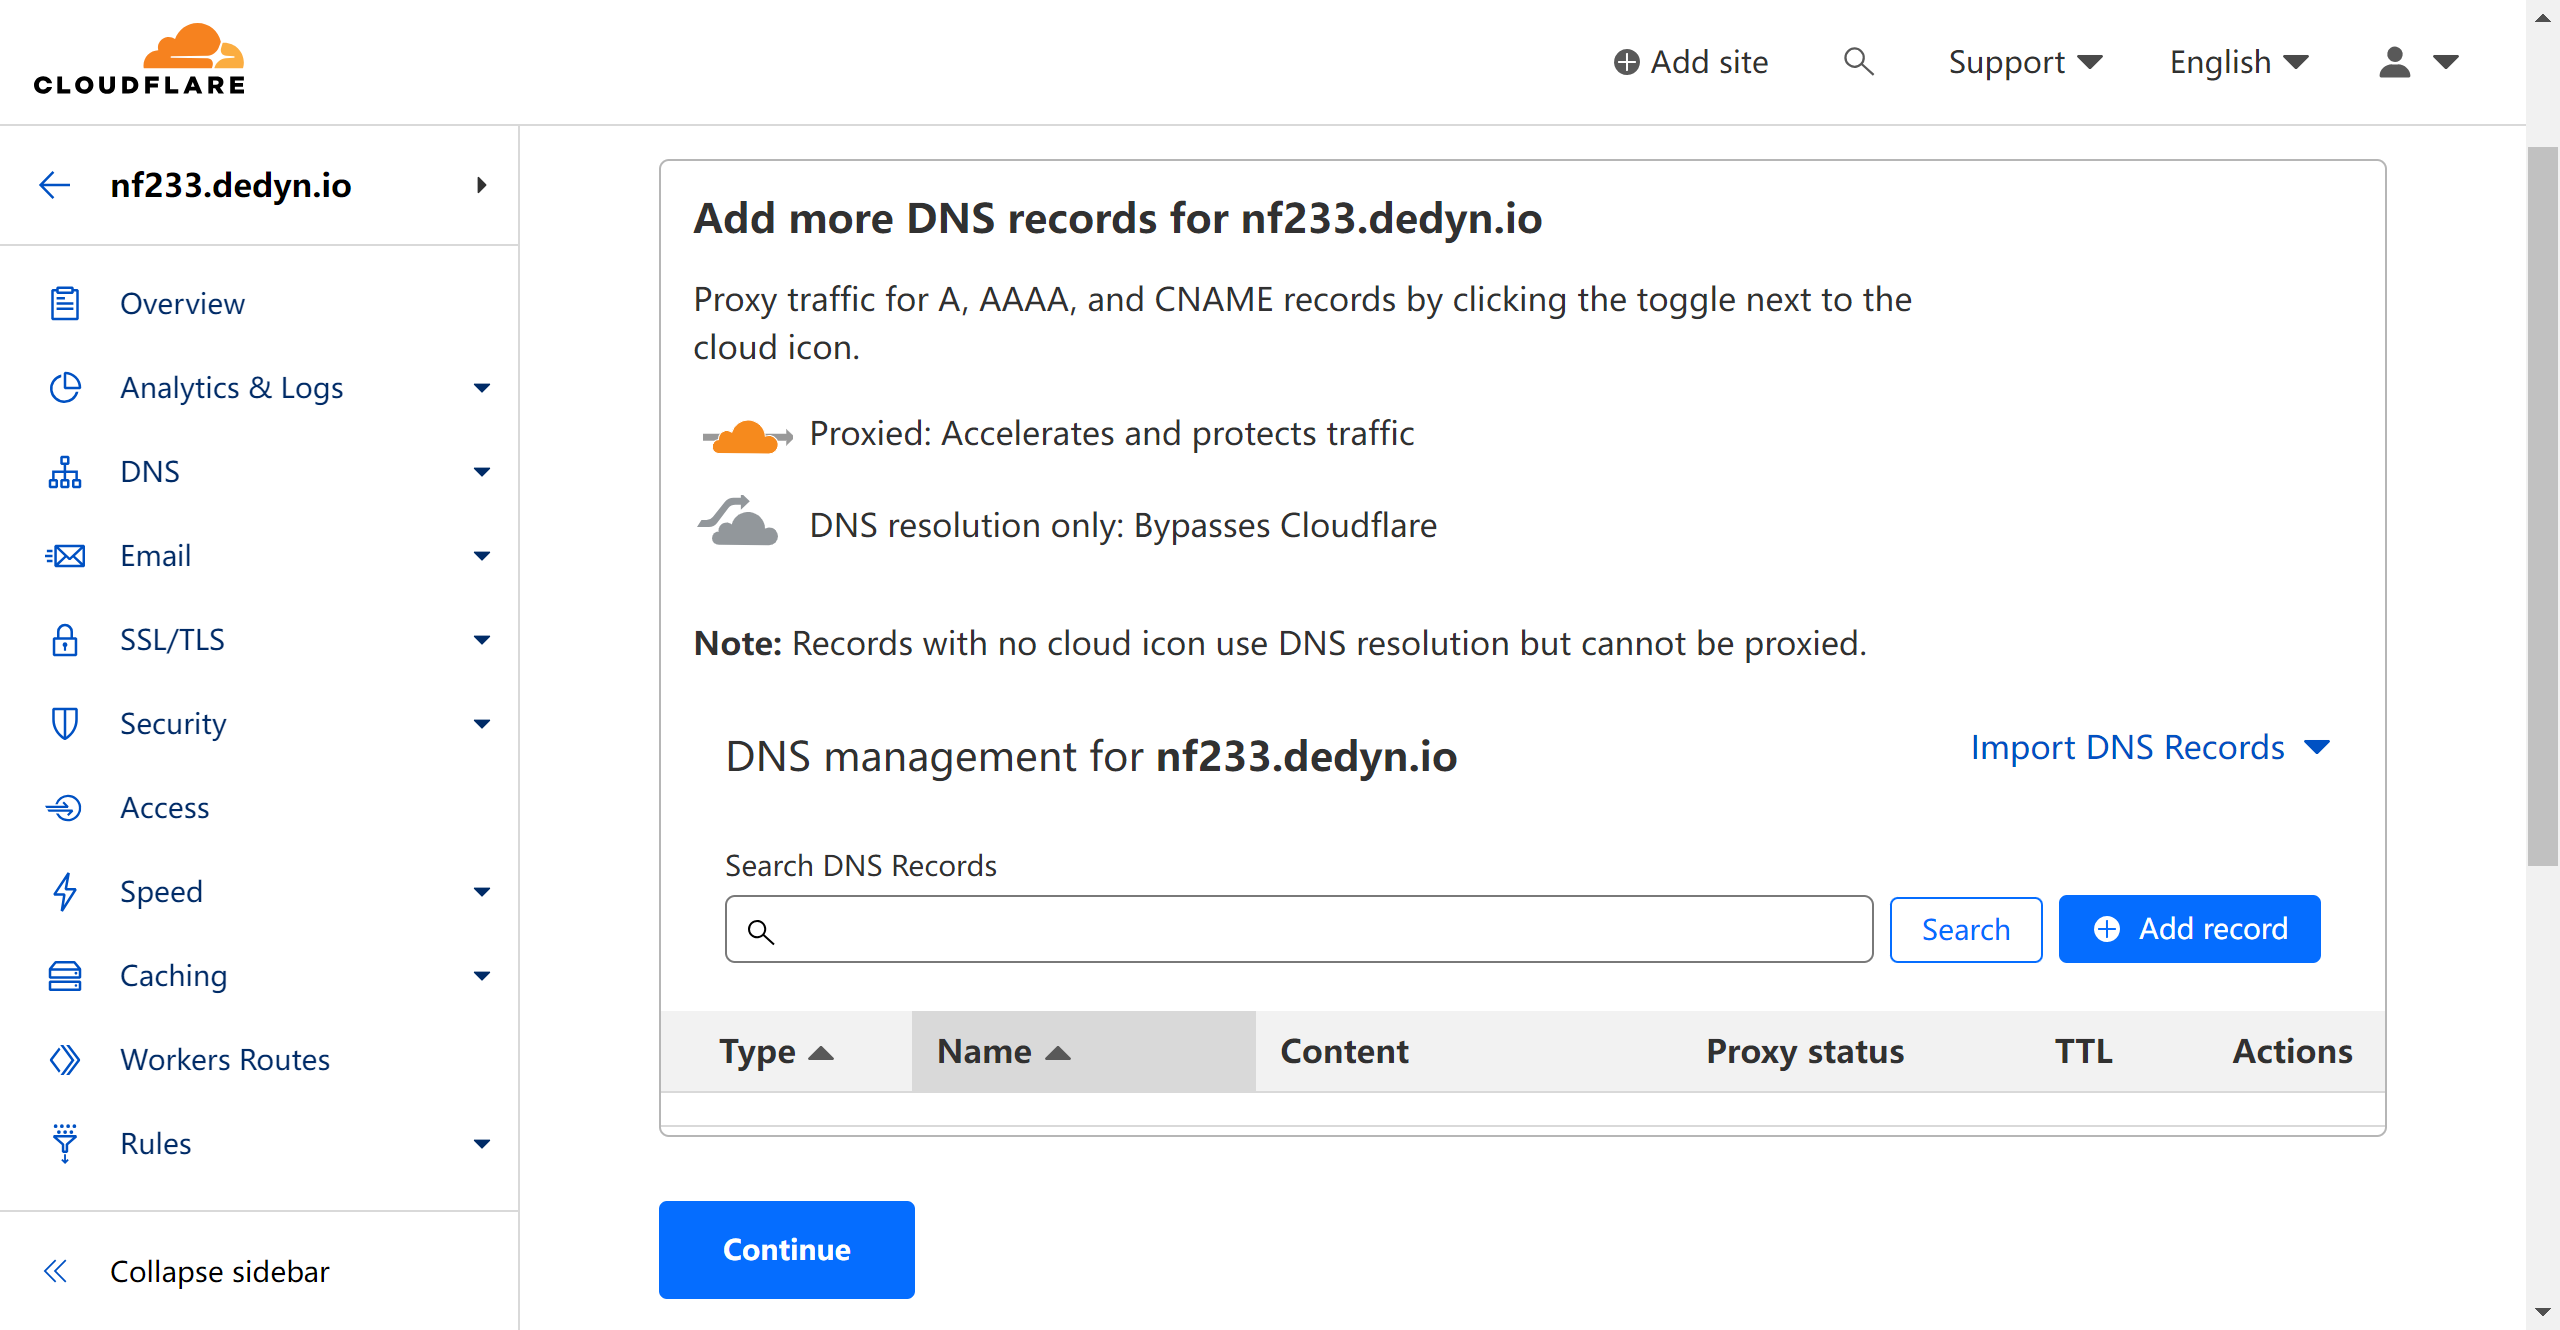 CLOUDFLARE
Add site
Support
English
nf233.dedyn.io
Overview
Analytics & Logs
DNS
Email
SSL/TLS
Security
Access
Speed
Caching
Workers Routes
Rules
Collapse sidebar
Add more DNS records for nf233.dedyn.io
Proxy traffic for A, AAAA, and CNAME records by clicking the toggle next to the
cloud icon.
Proxied: Accelerates and protects traffic
DNS resolution only: Bypasses Cloudflare
Note: Records with no cloud icon use DNS resolution but cannot be proxied.
DNS management for nf233.dedyn.io
Import DNS Records
Search DNS Records
Search
Add record
Type Name Content Proxy status TTL Actions
Continue